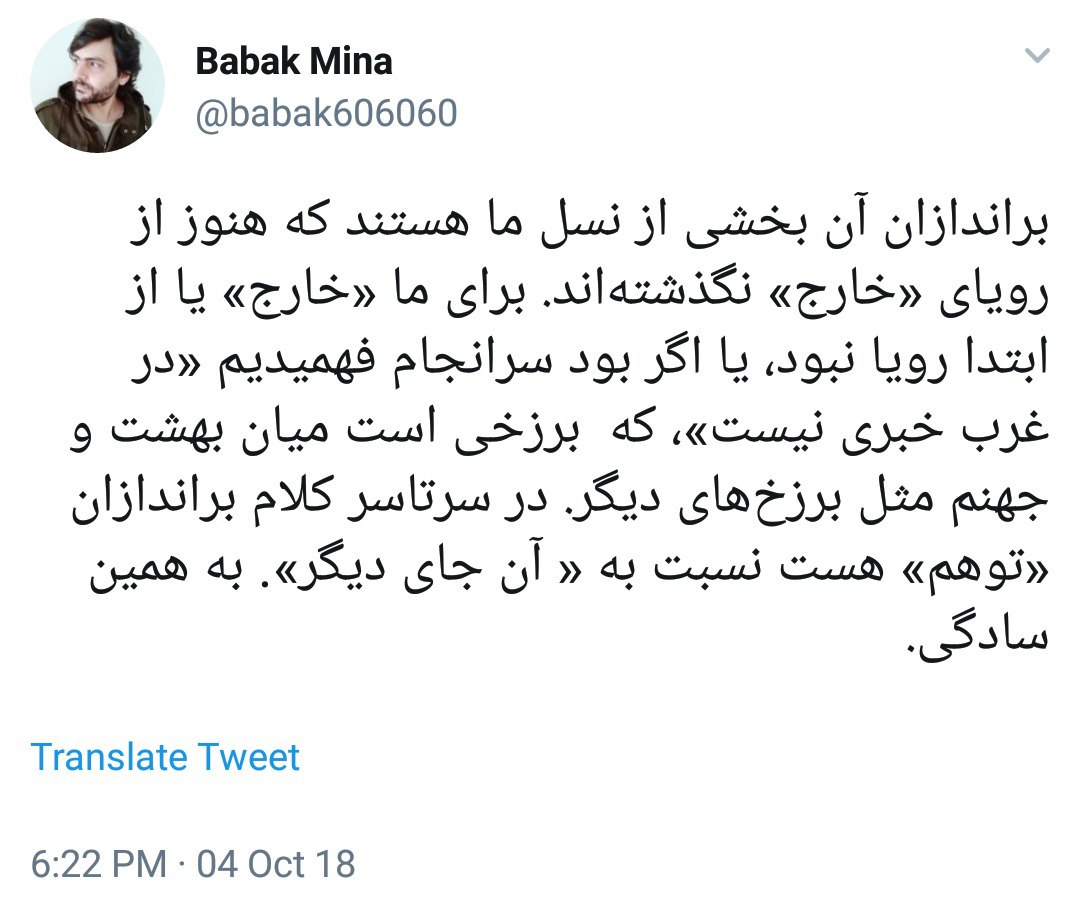 Babak Mina
@babak606060
براندازان آن بخشی از نسل ما هستند که هنوز از
رویای «خارج» نگذشته‌اند. برای ما «خارج» یا از
ابتدا رویا نبود، یا اگر بود سرانجام فهمیدیم «در
غرب خبری نیست»، که  برزخی است میان بهشت و
جهنم مثل برزخ‌های دیگر. در سرتاسر کلام براندازان
«توهم» هست نسبت به « آن جای دیگر». به همین
سادگی.
Translate Tweet
6:22 PM · 04 Oct 18